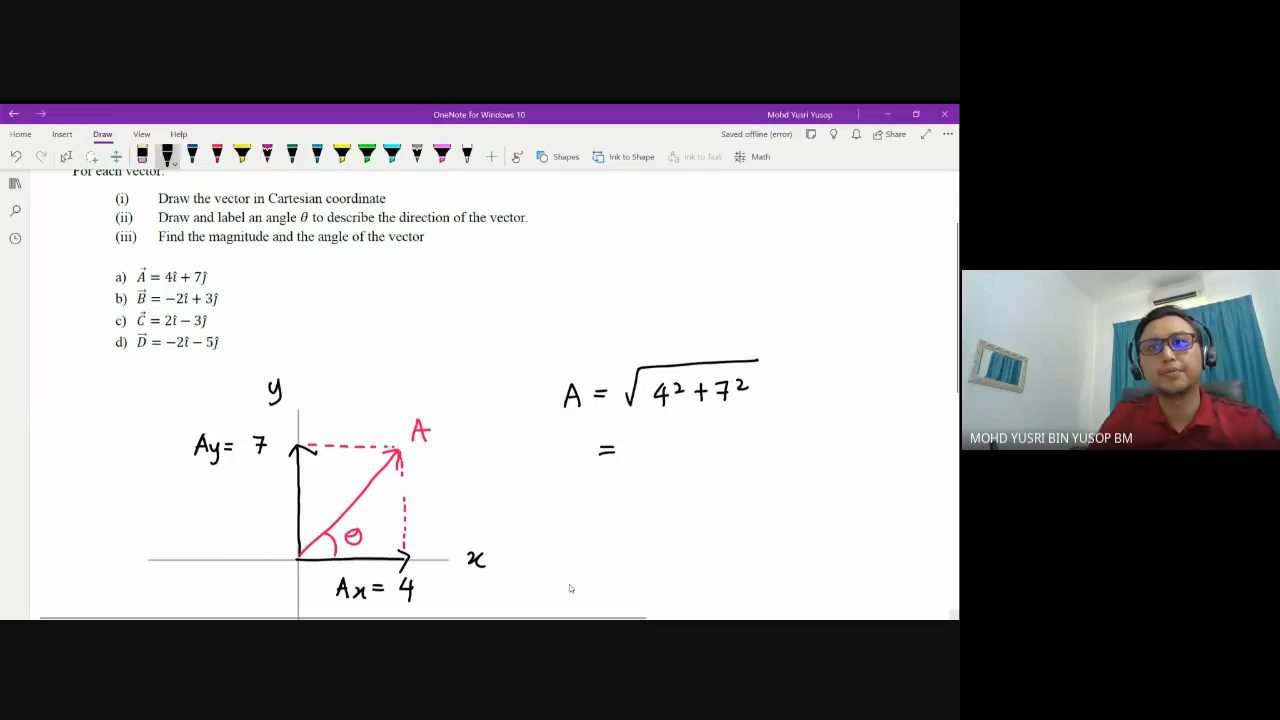 OneNote for Windows 10
Mohd Yusri Yusop
Home Insert Draw View Help
Saved offline (error)
Share
Shapes
Ink to Shape
Ink to Text
Math
For each vector:
(i) Draw the vector in Cartesian coordinate
(ii) Draw and label an angle θ to describe the direction of the vector.
(iii) Find the magnitude and the angle of the vector
a) A⃗ = 4î + 7ĵ
b) B⃗ = −2î + 3ĵ
c) C⃗ = 2î − 3ĵ
d) D⃗ = −2î − 5ĵ
y
A = √(4² + 7²)
=
A
Ay = 7
θ
x
Ax = 4
MOHD YUSRI BIN YUSOP BM